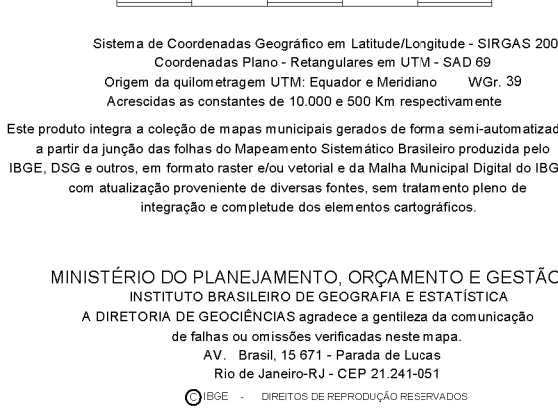 Sistema de Coordenadas Geográfico em Latitude/Longitude - SIRGAS 200
Coordenadas Plano - Retangulares em UTM - SAD 69
Origem da quilometragem UTM: Equador e Meridiano WGr. 39
Acrescidas as constantes de 10.000 e 500 Km respectivamente
Este produto integra a coleção de mapas municipais gerados de forma semi-automatizad
a partir da junção das folhas do Mapeamento Sistemático Brasileiro produzida pelo
IBGE, DSG e outros, em formato raster e/ou vetorial e da Malha Municipal Digital do IBG
com atualização proveniente de diversas fontes, sem tratamento pleno de
integração e completude dos elementos cartográficos.
MINISTÉRIO DO PLANEJAMENTO, ORÇAMENTO E GESTÃO
INSTITUTO BRASILEIRO DE GEOGRAFIA E ESTATÍSTICA
A DIRETORIA DE GEOCIÊNCIAS agradece a gentileza da comunicação
de falhas ou omissões verificadas neste mapa.
AV. Brasil, 15 671 - Parada de Lucas
Rio de Janeiro-RJ - CEP 21.241-051
© IBGE - DIREITOS DE REPRODUÇÃO RESERVADOS